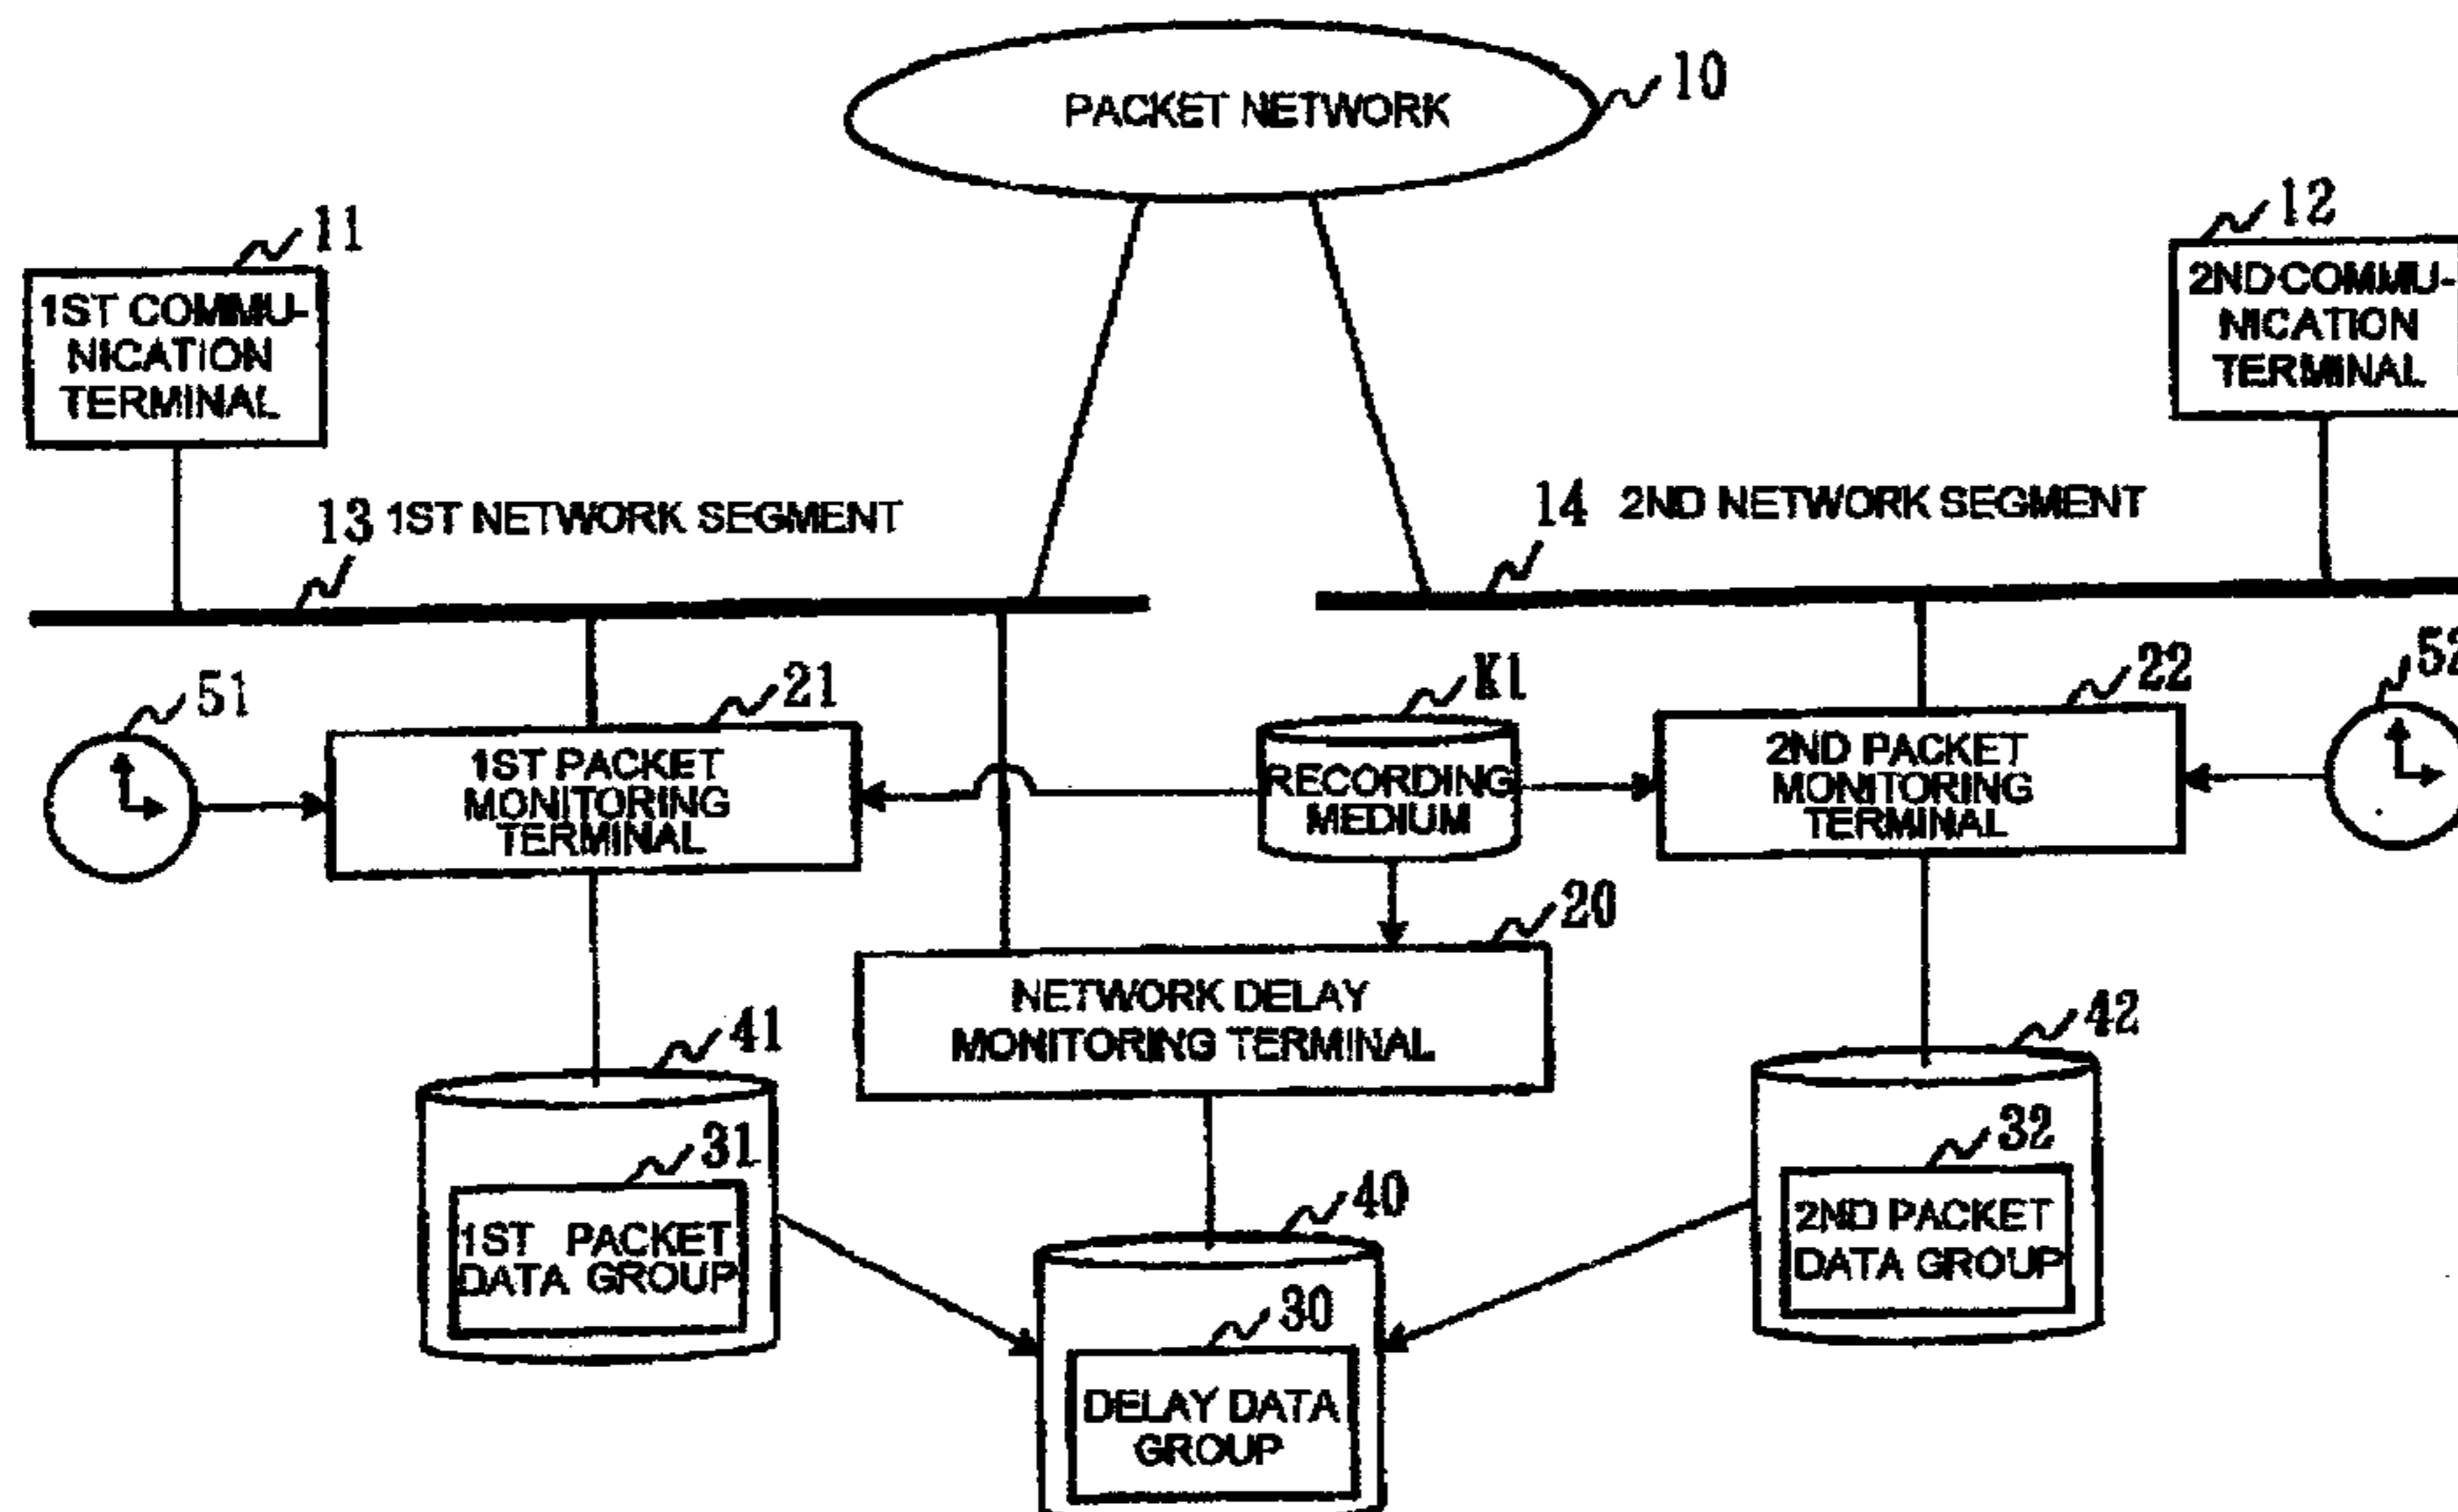 PACKET NETWORK
10
11
1ST COMMU-
NICATION
TERMINAL
12
2ND COMMU-
NICATION
TERMINAL
13 1ST NETWORK SEGMENT
14 2ND NETWORK SEGMENT
51
21
1ST PACKET
MONITORING
TERMINAL
K1
RECORDING
MEDIUM
22
2ND PACKET
MONITORING
TERMINAL
52
20
NETWORK DELAY
MONITORING TERMINAL
41
31
1ST PACKET
DATA GROUP
42
32
2ND PACKET
DATA GROUP
40
30
DELAY DATA
GROUP